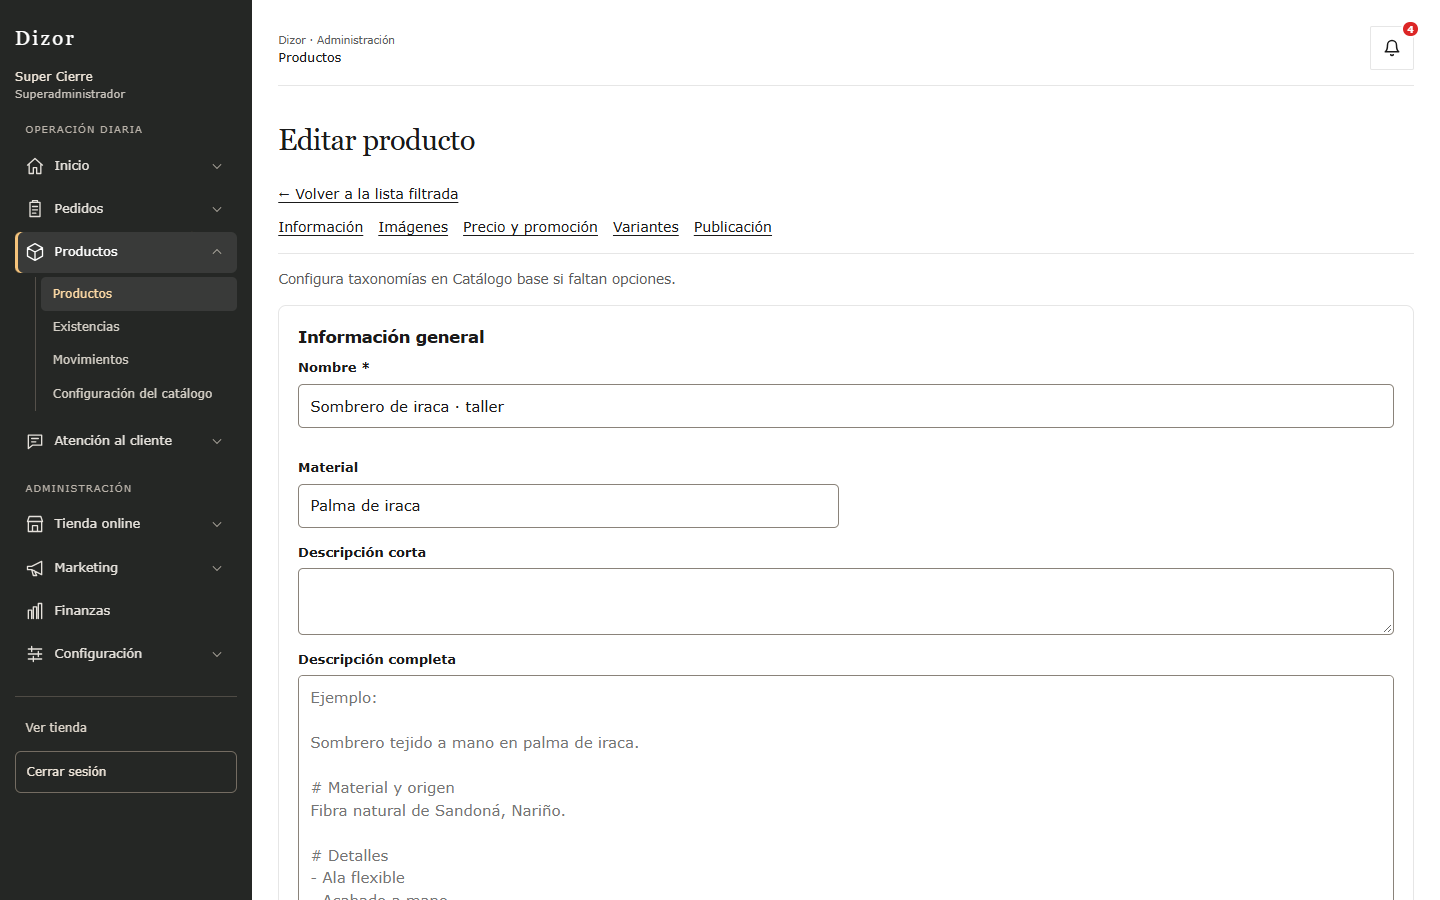 Dizor
Super Cierre
Superadministrador
OPERACIÓN DIARIA
Inicio
Pedidos
Productos
Productos
Existencias
Movimientos
Configuración del catálogo
Atención al cliente
ADMINISTRACIÓN
Tienda online
Marketing
Finanzas
Configuración
Ver tienda
Cerrar sesión
Dizor · Administración
Productos
4
Editar producto
← Volver a la lista filtrada
Información Imágenes Precio y promoción Variantes Publicación
Configura taxonomías en Catálogo base si faltan opciones.
Información general
Nombre *
Sombrero de iraca · taller
Material
Palma de iraca
Descripción corta
Descripción completa
Ejemplo:
Sombrero tejido a mano en palma de iraca.
# Material y origen
Fibra natural de Sandoná, Nariño.
# Detalles
- Ala flexible
- Acabado a mano